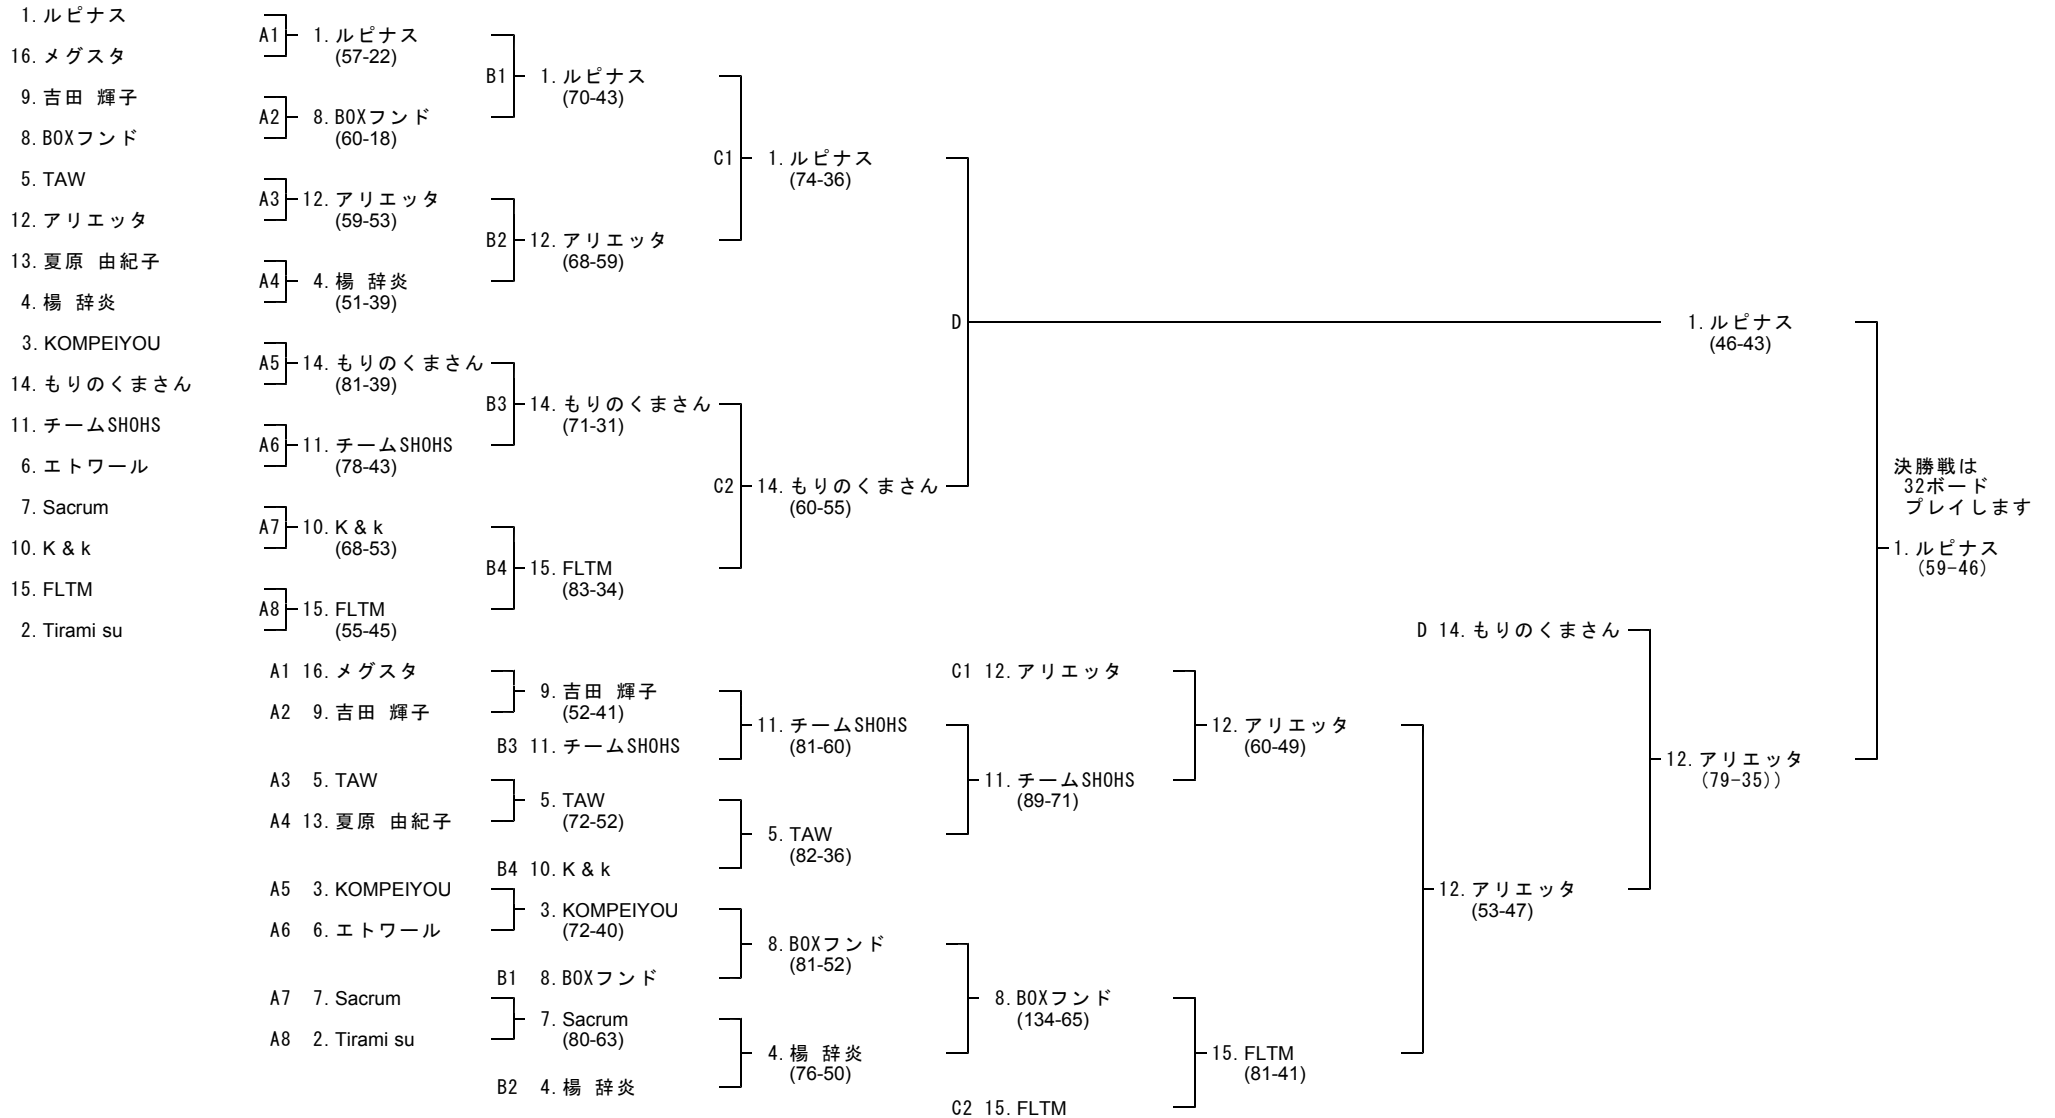 1. ルピナス
A1 1. ルピナス
(57-22)
16. メグスタ
B1 1. ルピナス
(70-43)
9. 吉田 輝子
A2 8. BOXフンド
(60-18)
8. BOXフンド
C1 1. ルピナス
(74-36)
5. TAW
A3 12. アリエッタ
(59-53)
12. アリエッタ
B2 12. アリエッタ
(68-59)
13. 夏原 由紀子
A4 4. 楊 辞炎
(51-39)
4. 楊 辞炎
D 1. ルピナス
(46-43)
3. KOMPEIYOU
A5 14. もりのくまさん
(81-39)
14. もりのくまさん
B3 14. もりのくまさん
(71-31)
11. チームSHOHS
A6 11. チームSHOHS
(78-43)
6. エトワール
C2 14. もりのくまさん
(60-55)
決勝戦は
32ボード
プレイします
7. Sacrum
A7 10. K & k
(68-53)
10. K & k
1. ルピナス
(59-46)
B4 15. FLTM
(83-34)
15. FLTM
A8 15. FLTM
(55-45)
2. Tirami su
D 14. もりのくまさん
A1 16. メグスタ
9. 吉田 輝子
(52-41)
C1 12. アリエッタ
A2 9. 吉田 輝子
11. チームSHOHS
(81-60)
12. アリエッタ
(60-49)
B3 11. チームSHOHS
12. アリエッタ
(79-35))
A3 5. TAW
5. TAW
(72-52)
11. チームSHOHS
(89-71)
A4 13. 夏原 由紀子
5. TAW
(82-36)
B4 10. K & k
A5 3. KOMPEIYOU
3. KOMPEIYOU
(72-40)
12. アリエッタ
(53-47)
A6 6. エトワール
8. BOXフンド
(81-52)
B1 8. BOXフンド
A7 7. Sacrum
7. Sacrum
(80-63)
8. BOXフンド
(134-65)
A8 2. Tirami su
4. 楊 辞炎
(76-50)
15. FLTM
(81-41)
B2 4. 楊 辞炎
C2 15. FLTM